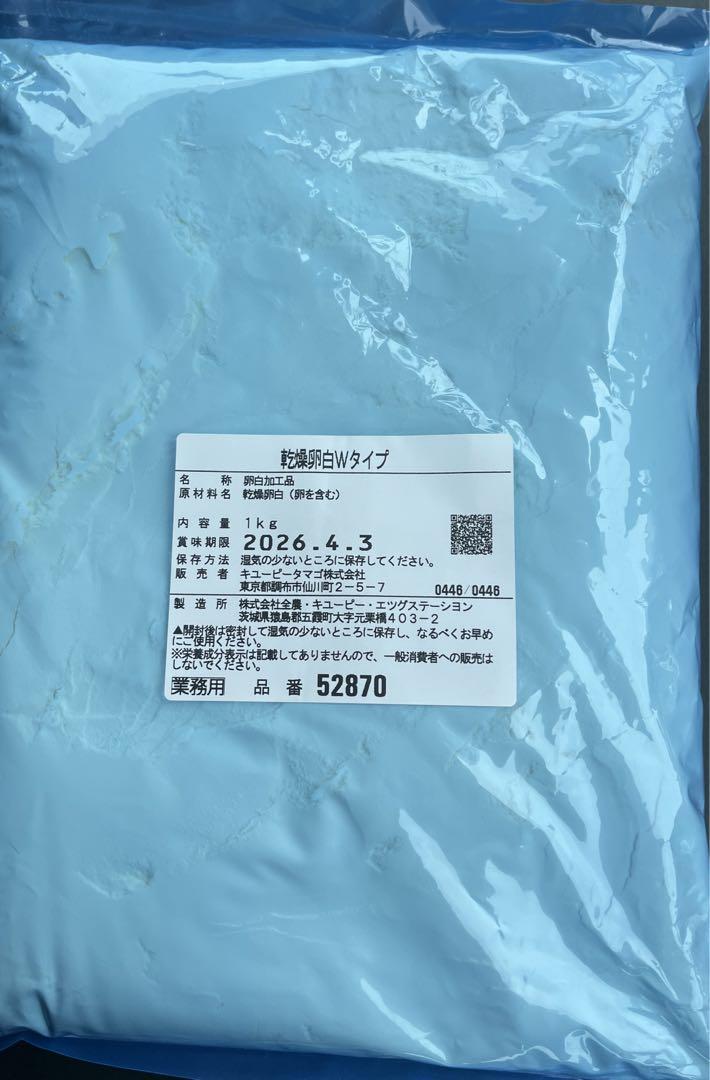 乾燥卵白Wタイプ
名称 卵白加工品
原材料名 乾燥卵白（卵を含む）
内容量 1kg
賞味期限 2026.4.3
保存方法 湿気の少ないところに保存してください。
販売者 キユーピータマゴ株式会社
東京都調布市仙川町2－5－7 0446/0446
製造所 株式会社全農・キユーピー・エツグステーシヨン
茨城県猿島郡五霞町大字元栗橋403－2
▲開封後は密封して湿気の少ないところに保存し、なるべくお早め
にご使用ください。
※栄養成分表示は記載してありませんので、一般消費者への販売は
しないでください。
業務用 品番 52870